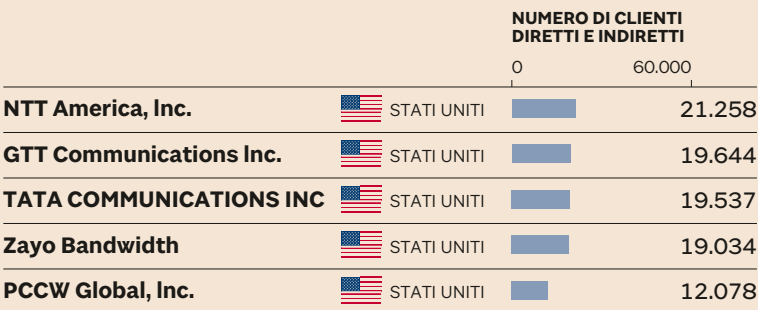 NUMERO DI CLIENTI
DIRETTI E INDIRETTI
0 60.000
NTT America, Inc. STATI UNITI 21.258
GTT Communications Inc. STATI UNITI 19.644
TATA COMMUNICATIONS INC STATI UNITI 19.537
Zayo Bandwidth STATI UNITI 19.034
PCCW Global, Inc. STATI UNITI 12.078